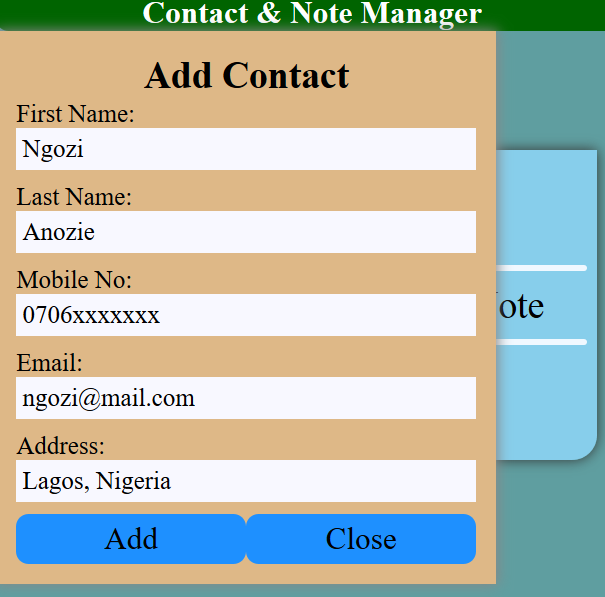 Contact & Note Manager
Add Contact
First Name:
Ngozi
Last Name:
Anozie
Mobile No:
0706xxxxxxx
Email:
ngozi@mail.com
Address:
Lagos, Nigeria
Add Close